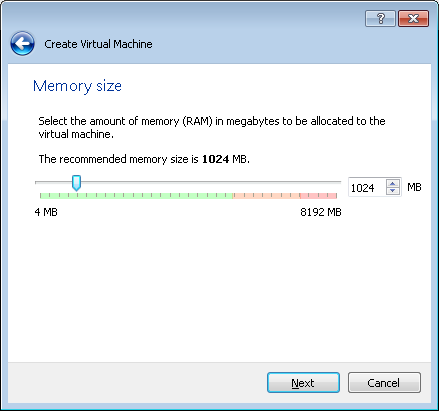 ?
Create Virtual Machine
Memory size
Select the amount of memory (RAM) in megabytes to be allocated to the
virtual machine.
The recommended memory size is 1024 MB.
1024 MB
4 MB 8192 MB
Next Cancel